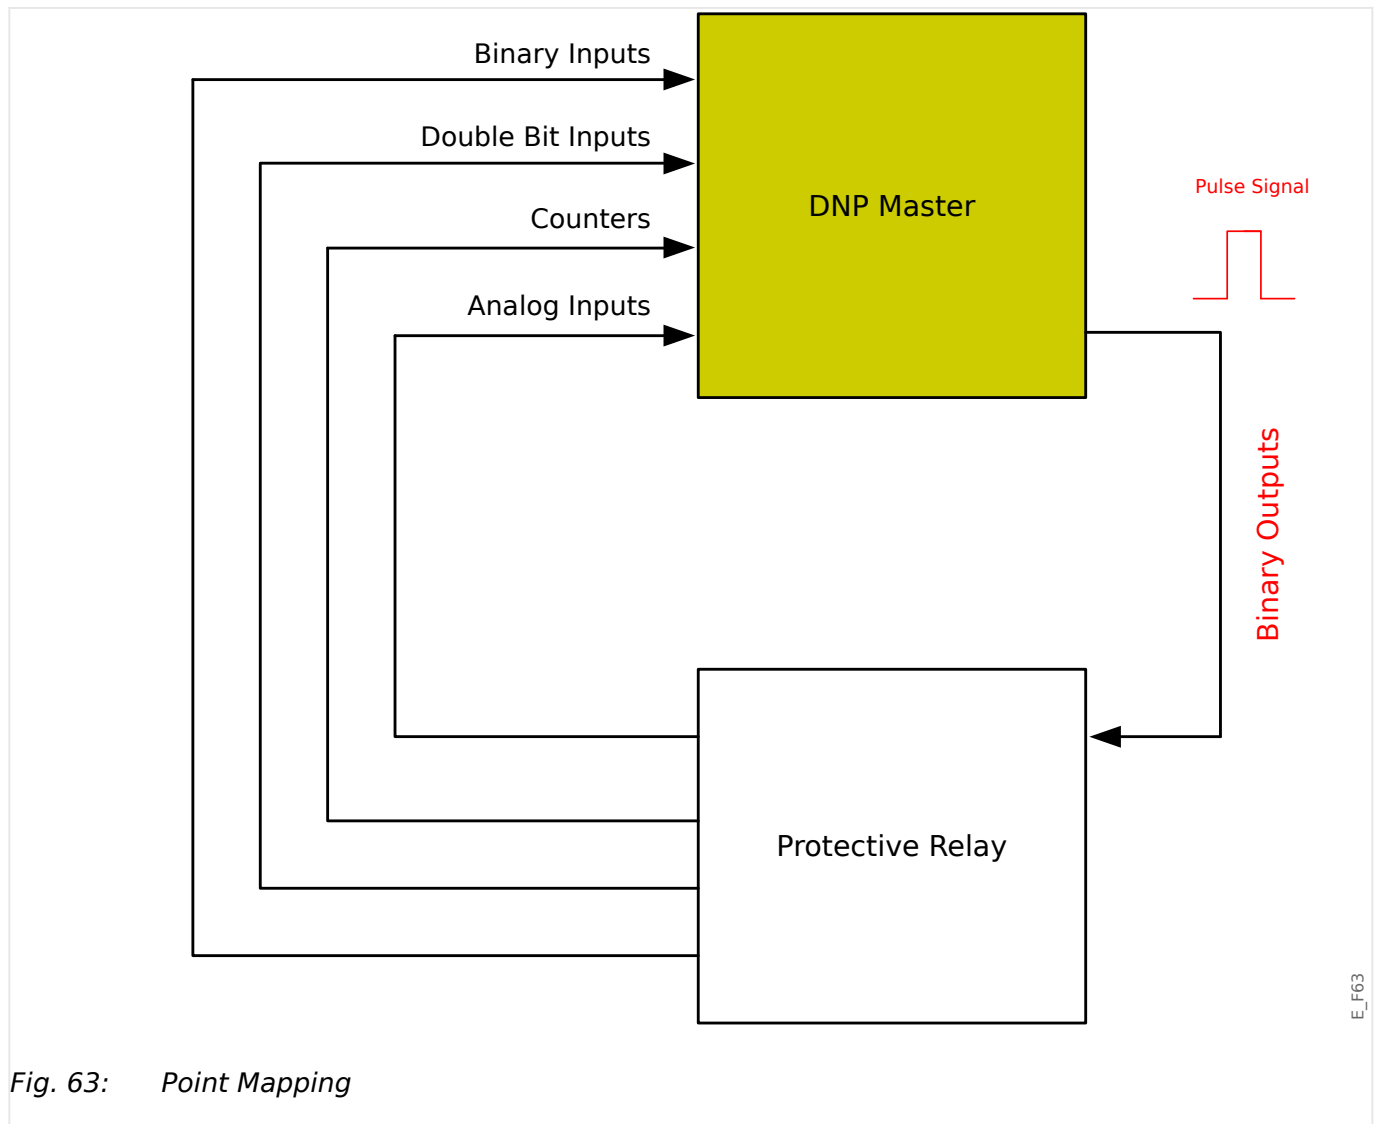 Binary Inputs
Double Bit Inputs
Counters
Analog Inputs
DNP Master
Pulse Signal
Binary Outputs
Protective Relay
E_F63
Fig. 63: Point Mapping